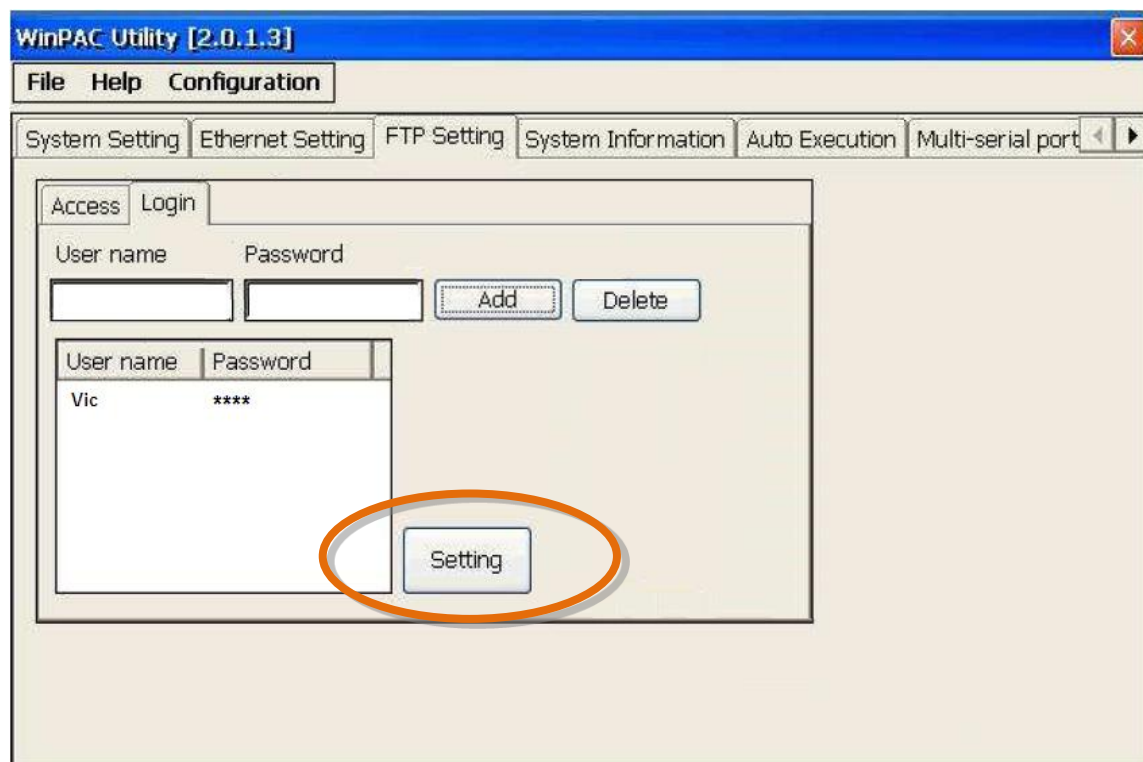 WinPAC Utility [2.0.1.3]
File Help Configuration
System Setting Ethernet Setting FTP Setting System Information Auto Execution Multi-serial port
Access Login
User name Password
Add Delete
User name Password
Vic ****
Setting